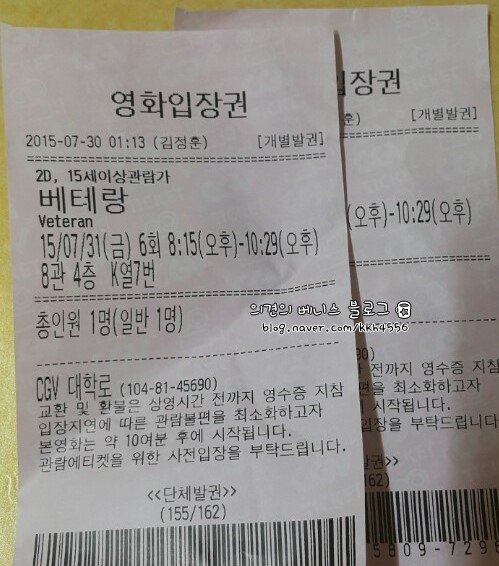 영화입장권
2015-07-30 01:13 (김정훈) [개별발권]
2D, 15세이상관람가
베테랑
Veteran
15/07/31(금) 6회 8:15(오후)-10:29(오후)
8관 4층 K열7번
총인원 1명(일반 1명)
CGV 대학로 (104-81-45690)
교환 및 환불은 상영시간 전까지 영수증 지참
입장지연에 따른 관람불편을 최소화하고자
본영화는 약 10여분 후에 시작됩니다.
관람에티켓을 위한 사전입장을 부탁드립니다.
<<단체발권>>
(155/162)
입장권
[개별발권]
(오후)-10:29(오후)
전까지 영수증 지참
을 최소화하고자
시작됩니다.
입장을 부탁드립니다.
발권>>
/162)
5809-7296
의겸의 베니스 블로그
blog.naver.com/kkh4556